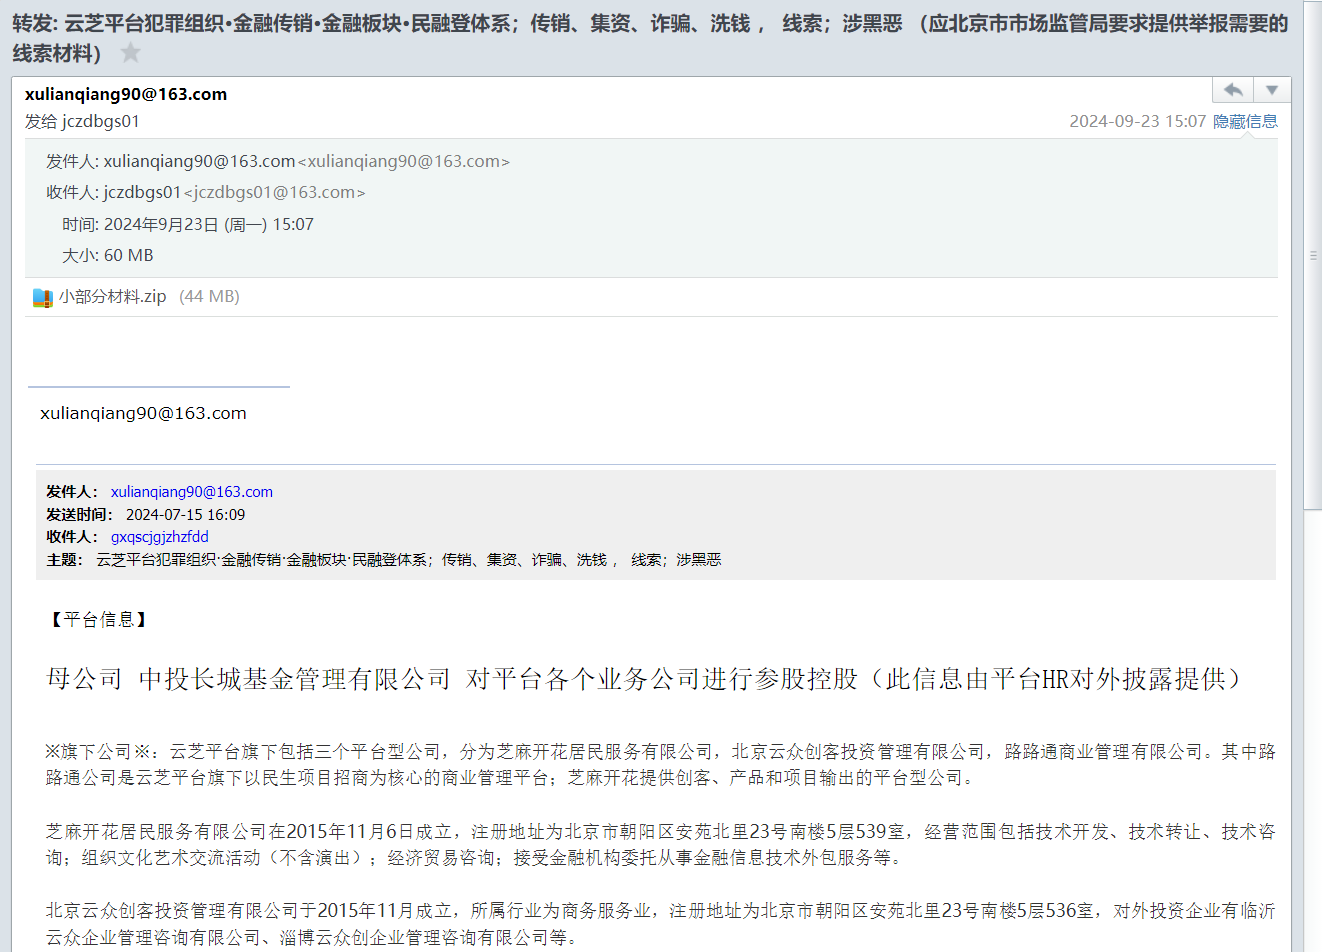 转发: 云芝平台犯罪组织·金融传销·金融板块·民融登体系；传销、集资、诈骗、洗钱 ， 线索；涉黑恶 （应北京市市场监管局要求提供举报需要的
线索材料）
xulianqiang90@163.com
发给 jczdbgs01
2024-09-23 15:07 隐藏信息
发件人: xulianqiang90@163.com<xulianqiang90@163.com>
收件人: jczdbgs01<jczdbgs01@163.com>
时间: 2024年9月23日 (周一) 15:07
大小: 60 MB
小部分材料.zip (44 MB)
xulianqiang90@163.com
发件人： xulianqiang90@163.com
发送时间： 2024-07-15 16:09
收件人： gxqscjgjzhzfdd
主题： 云芝平台犯罪组织·金融传销·金融板块·民融登体系；传销、集资、诈骗、洗钱 ， 线索；涉黑恶
【平台信息】
母公司 中投长城基金管理有限公司 对平台各个业务公司进行参股控股（此信息由平台HR对外披露提供）
※旗下公司※：云芝平台旗下包括三个平台型公司，分为芝麻开花居民服务有限公司，北京云众创客投资管理有限公司，路路通商业管理有限公司。其中路
路通公司是云芝平台旗下以民生项目招商为核心的商业管理平台；芝麻开花提供创客、产品和项目输出的平台型公司。
芝麻开花居民服务有限公司在2015年11月6日成立，注册地址为北京市朝阳区安苑北里23号南楼5层539室，经营范围包括技术开发、技术转让、技术咨
询；组织文化艺术交流活动（不含演出）；经济贸易咨询；接受金融机构委托从事金融信息技术外包服务等。
北京云众创客投资管理有限公司于2015年11月成立，所属行业为商务服务业，注册地址为北京市朝阳区安苑北里23号南楼5层536室，对外投资企业有临沂
云众企业管理咨询有限公司、淄博云众创企业管理咨询有限公司等。